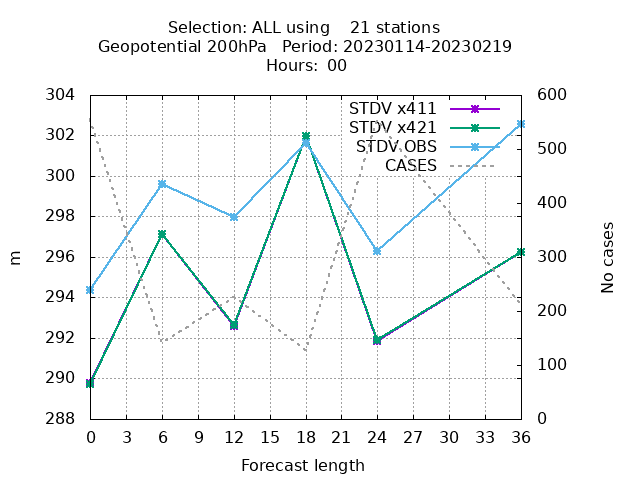 Selection: ALL using    21 stations
Geopotential 200hPa   Period: 20230114-20230219
Hours:  00
304
302
300
298
296
294
292
290
288
600
500
400
300
200
100
0
STDV x411
STDV x421
STDV OBS
CASES
m
No cases
0 3 6 9 12 15 18 21 24 27 30 33 36
Forecast length